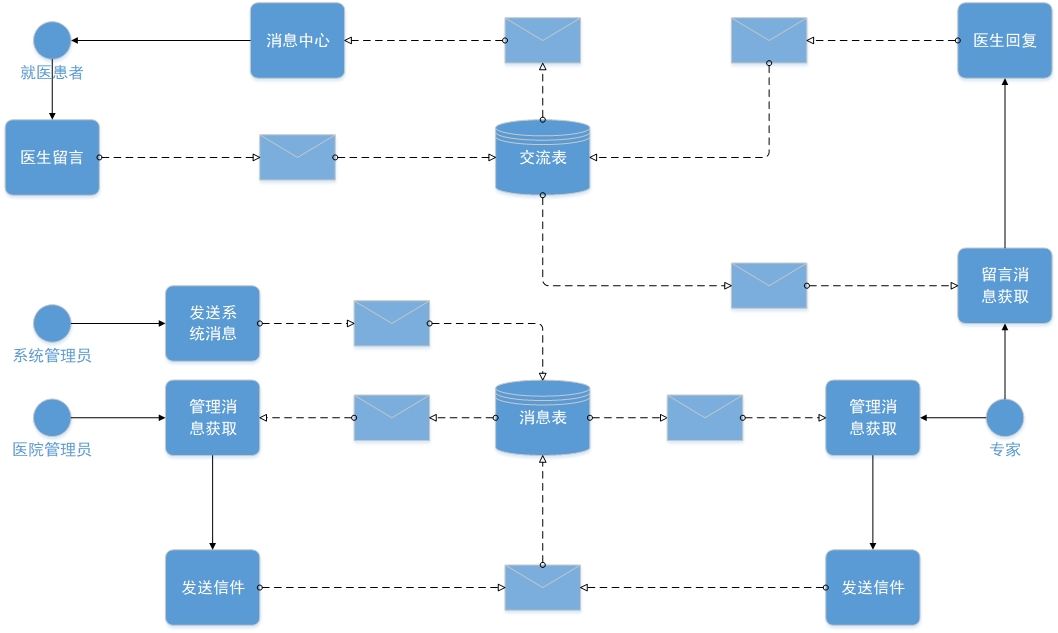 消息中心
医生回复
就医患者
医生留言
交流表
留言消
息获取
发送系
统消息
系统管理员
管理消
息获取
消息表
管理消
息获取
医院管理员
专家
发送信件
发送信件